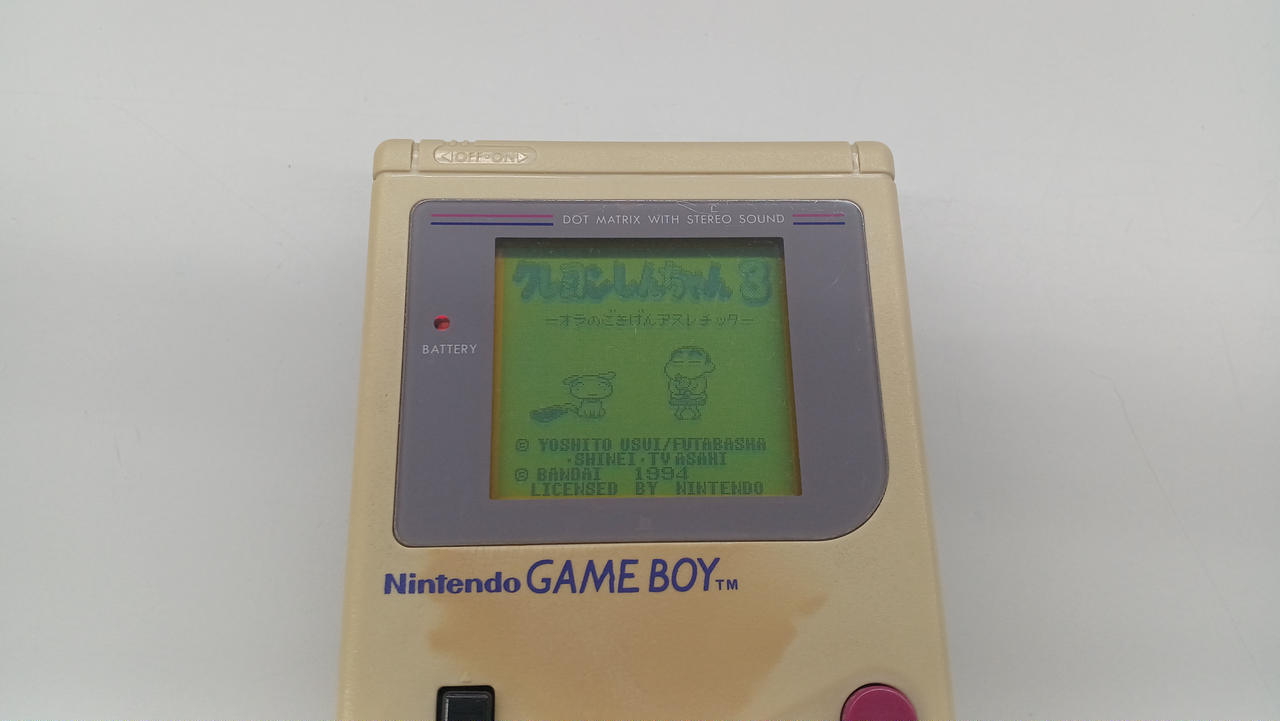 OFF·ON
DOT MATRIX WITH STEREO SOUND
クレヨンしんちゃん3
ーオラのごきげんアスレチックー
BATTERY
© YOSHITO USUI/FUTABASHA
·SHINEI·TV ASAHI
© BANDAI 1994
LICENSED BY NINTENDO
Nintendo GAME BOY TM